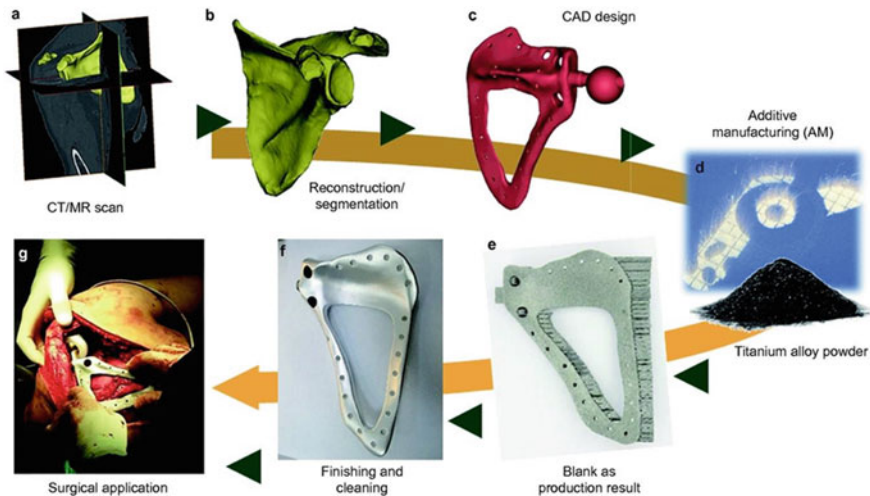 a
CT/MR scan
b
Reconstruction/
segmentation
c
CAD design
Additive
manufacturing (AM)
d
Titanium alloy powder
e
Blank as
production result
f
Finishing and
cleaning
g
Surgical application